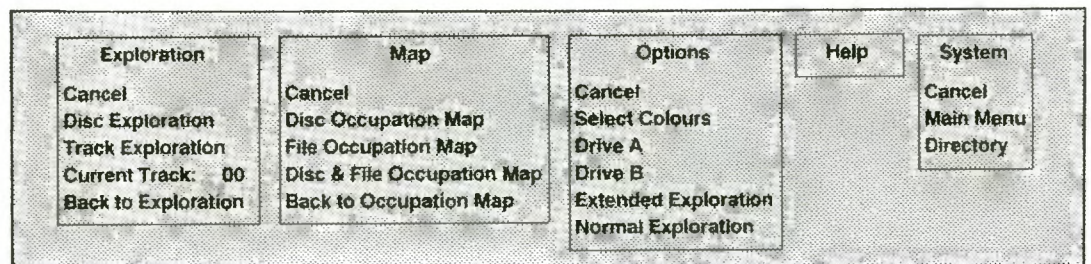 Exploration
Cancel
Disc Exploration
Track Exploration
Current Track: 00
Back to Exploration
Map
Cancel
Disc Occupation Map
File Occupation Map
Disc & File Occupation Map
Back to Occupation Map
Options
Cancel
Select Colours
Drive A
Drive B
Extended Exploration
Normal Exploration
Help
System
Cancel
Main Menu
Directory